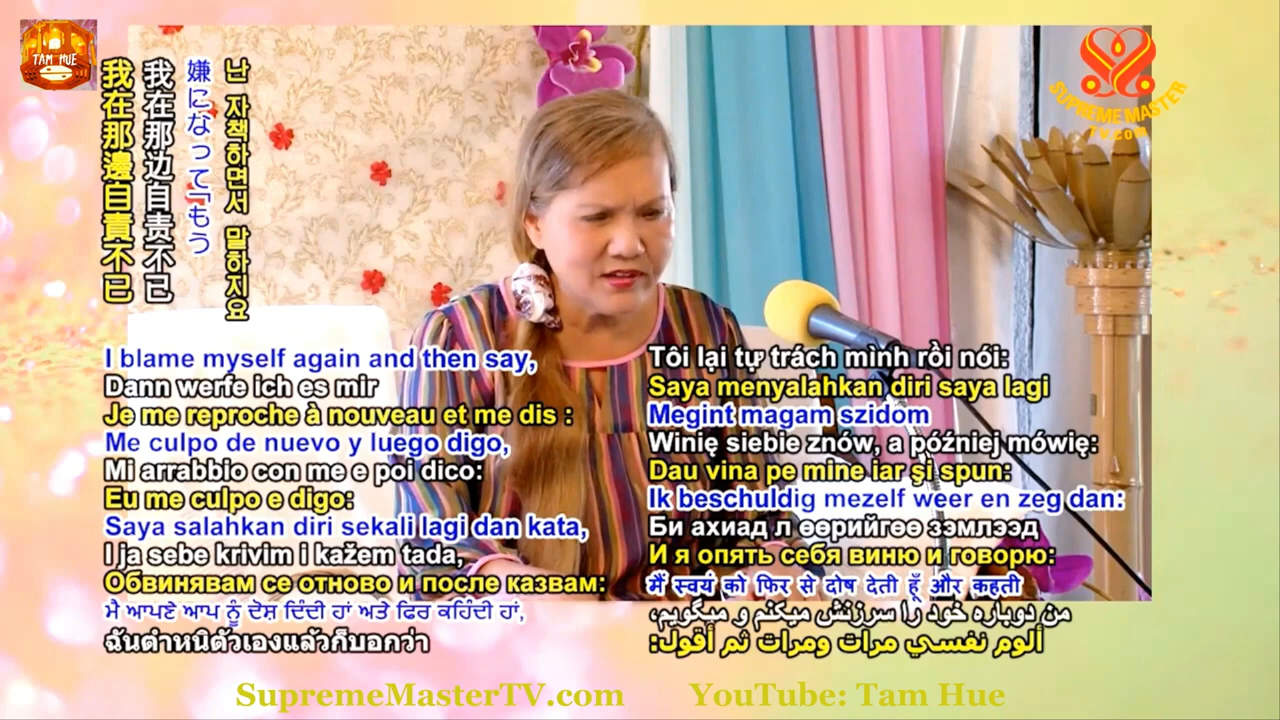 TAM HUE
SUPREME MASTER
TV.COM
난 자책하면서 말하지요
嫌になって「もう
我在那边自责不已
我在那邊自責不已
I blame myself again and then say,
Dann werfe ich es mir
Je me reproche à nouveau et me dis :
Me culpo de nuevo y luego digo,
Mi arrabbio con me e poi dico:
Eu me culpo e digo:
Saya salahkan diri sekali lagi dan kata,
I ja sebe krivim i kažem tada,
Обвинявам се отново и после казвам:
ਮੈ ਆਪਣੇ ਆਪ ਨੂੰ ਦੋਸ਼ ਦਿੰਦੀ ਹਾਂ ਅਤੇ ਫਿਰ ਕਹਿੰਦੀ ਹਾਂ,
ฉันตำหนิตัวเองแล้วก็บอกว่า
Tôi lại tự trách mình rồi nói:
Saya menyalahkan diri saya lagi
Megint magam szidom
Winię siebie znów, a później mówię:
Dau vina pe mine iar şi spun:
Ik beschuldig mezelf weer en zeg dan:
Би ахиад л өөрийгөө зэмлээд
И я опять себя виню и говорю:
मैं स्वयं को फिर से दोष देती हूँ और कहती
من دوباره خود را سرزنش میکنم و میگویم،
ألوم نفسي مرات ومرات ثم أقول:
SupremeMasterTV.com
YouTube: Tam Hue